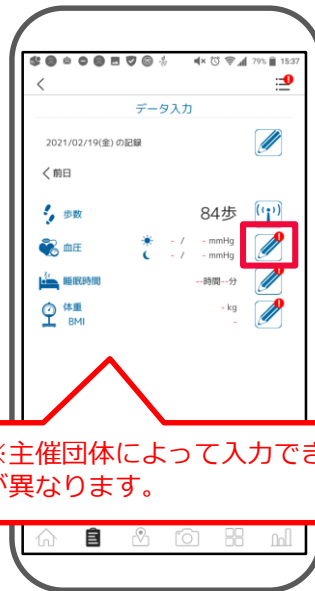 79% 15:37
データ入力
2021/02/19(金) の記録
前日
歩数 84歩
血圧 - / - mmHg
- / - mmHg
睡眠時間 --時間--分
体重 - kg
BMI -
※主催団体によって入力でき
が異なります。